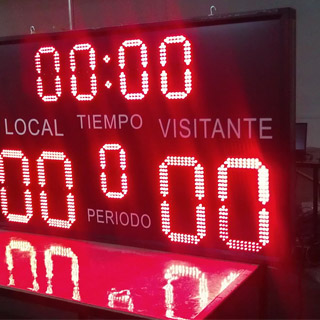 00:00
LOCAL TIEMPO VISITANTE
00 0 00
PERIODO